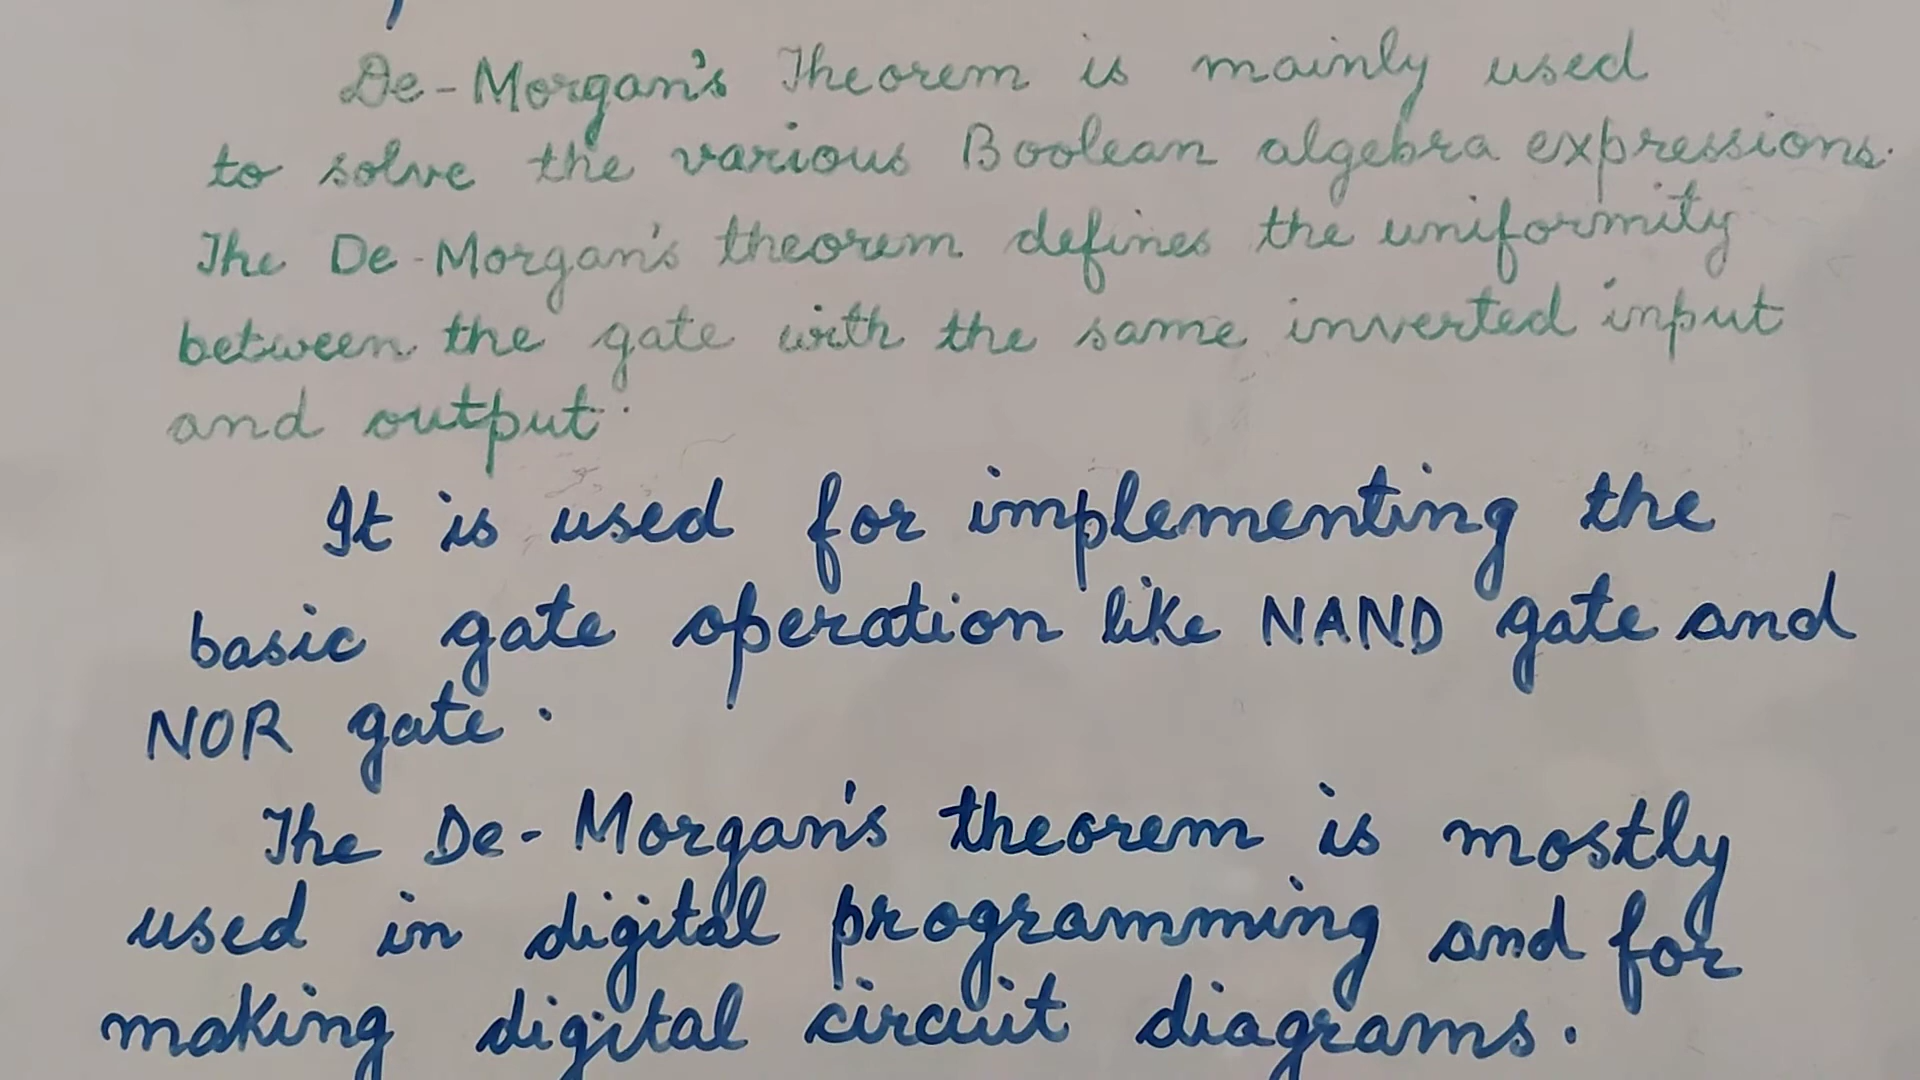 De-Morgan's Theorem is mainly used
to solve the various Boolean algebra expressions.
The De-Morgan's theorem defines the uniformity
between the gate with the same inverted input
and output.
It is used for implementing the
basic gate operation like NAND gate and
NOR gate.
The De-Morgan's theorem is mostly
used in digital programming and for
making digital circuit diagrams.